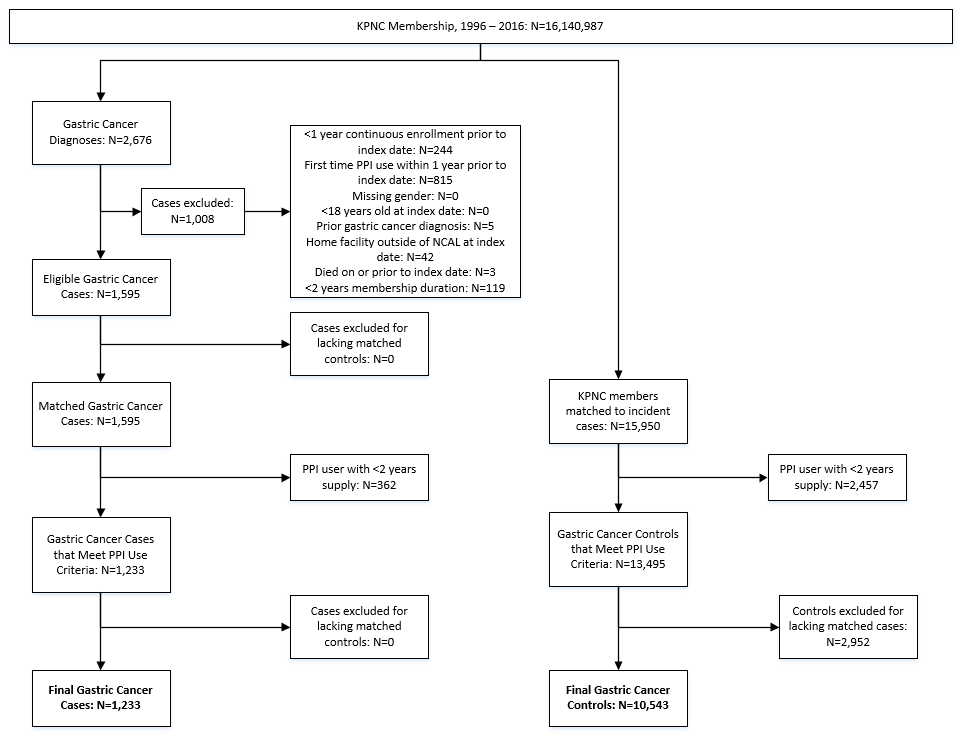 KPNC Membership, 1996 – 2016: N=16,140,987
Gastric Cancer
Diagnoses: N=2,676
Cases excluded:
N=1,008
<1 year continuous enrollment prior to
index date: N=244
First time PPI use within 1 year prior to
index date: N=815
Missing gender: N=0
<18 years old at index date: N=0
Prior gastric cancer diagnosis: N=5
Home facility outside of NCAL at index
date: N=42
Died on or prior to index date: N=3
<2 years membership duration: N=119
Eligible Gastric Cancer
Cases: N=1,595
Cases excluded for
lacking matched
controls: N=0
Matched Gastric Cancer
Cases: N=1,595
KPNC members
matched to incident
cases: N=15,950
PPI user with <2 years
supply: N=362
PPI user with <2 years
supply: N=2,457
Gastric Cancer Cases
that Meet PPI Use
Criteria: N=1,233
Gastric Cancer Controls
that Meet PPI Use
Criteria: N=13,495
Cases excluded for
lacking matched
controls: N=0
Controls excluded for
lacking matched cases:
N=2,952
Final Gastric Cancer
Cases: N=1,233
Final Gastric Cancer
Controls: N=10,543